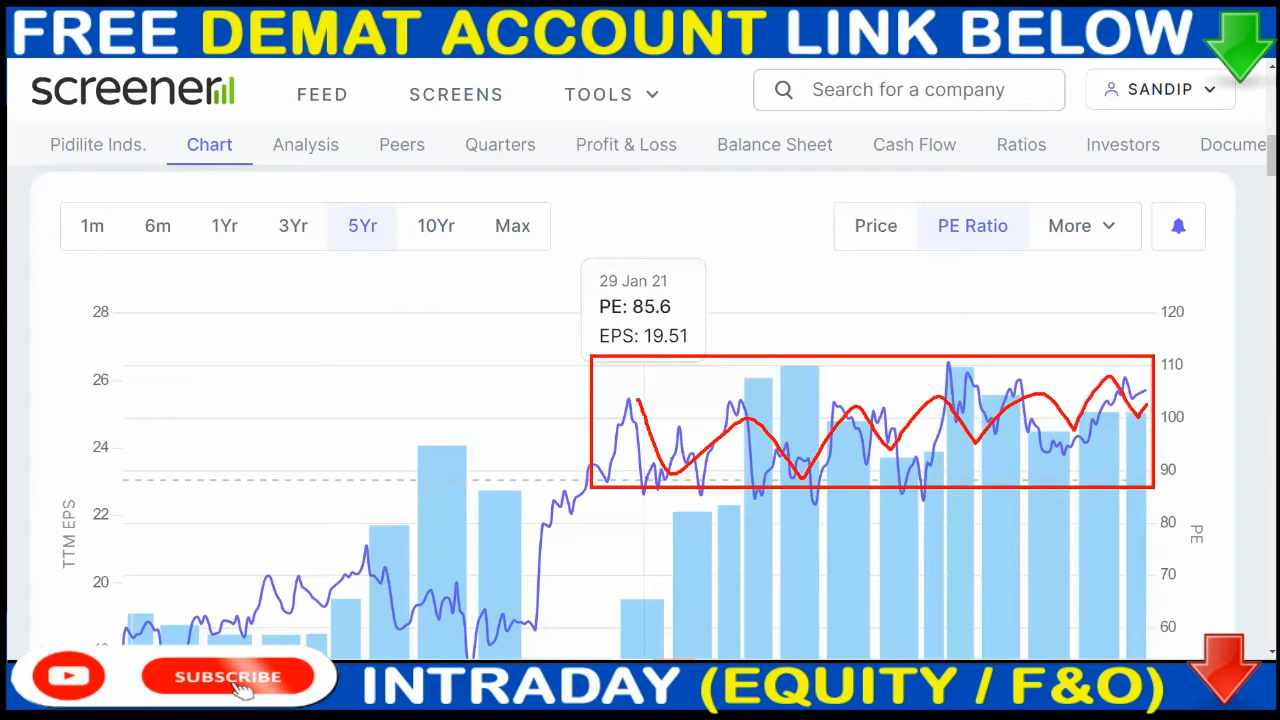 FREE DEMAT ACCOUNT LINK BELOW
screener
FEED SCREENS TOOLS
Search for a company
SANDIP
Pidilite Inds. Chart Analysis Peers Quarters Profit & Loss Balance Sheet Cash Flow Ratios Investors Docume
1m 6m 1Yr 3Yr 5Yr 10Yr Max
Price PE Ratio More
29 Jan 21
PE: 85.6
EPS: 19.51
28
26
24
22
20
TTM EPS
120
110
100
90
80
70
60
PE
SUBSCRIBE
INTRADAY (EQUITY / F&O)